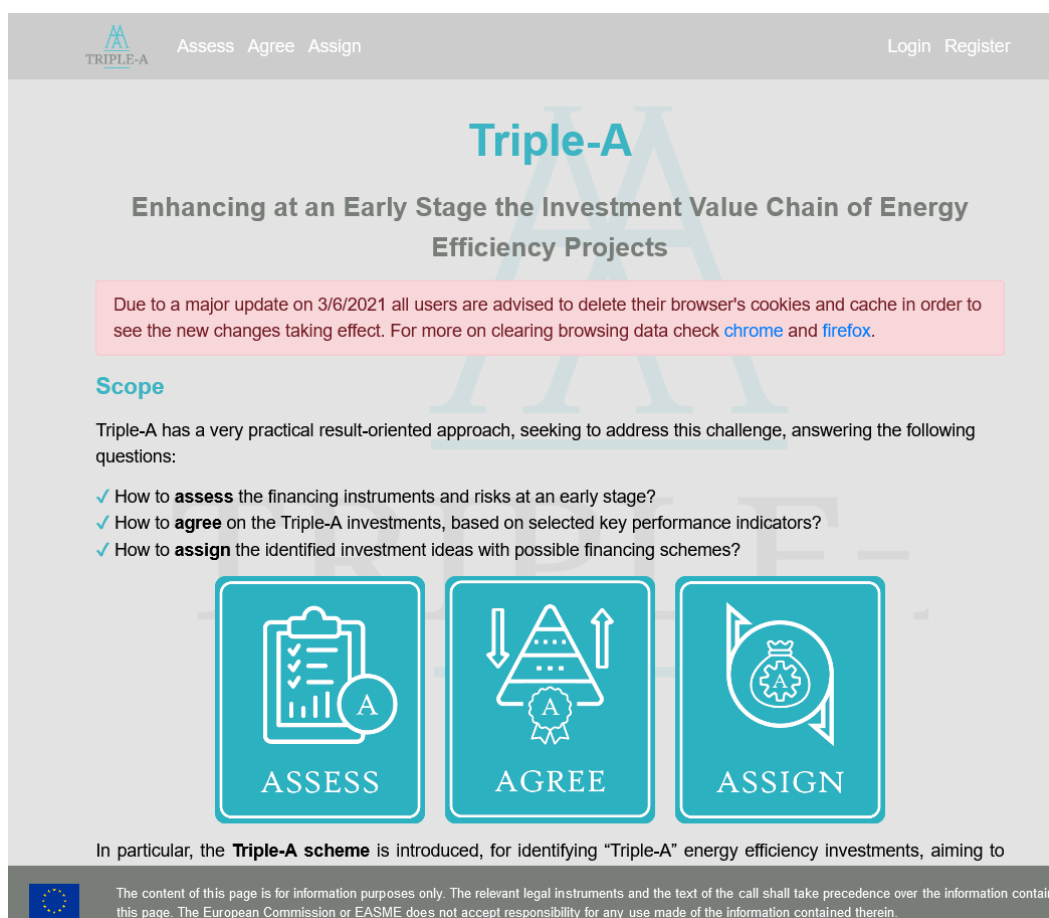 TRIPLE-A
Assess Agree Assign
Login Register
Triple-A
Enhancing at an Early Stage the Investment Value Chain of Energy
Efficiency Projects
Due to a major update on 3/6/2021 all users are advised to delete their browser's cookies and cache in order to
see the new changes taking effect. For more on clearing browsing data check chrome and firefox.
Scope
Triple-A has a very practical result-oriented approach, seeking to address this challenge, answering the following
questions:
✓ How to assess the financing instruments and risks at an early stage?
✓ How to agree on the Triple-A investments, based on selected key performance indicators?
✓ How to assign the identified investment ideas with possible financing schemes?
TRIPLE-
A
ASSESS
A
AGREE
A
ASSIGN
In particular, the Triple-A scheme is introduced, for identifying “Triple-A” energy efficiency investments, aiming to
The content of this page is for information purposes only. The relevant legal instruments and the text of the call shall take precedence over the information contai
this page. The European Commission or EASME does not accept responsibility for any use made of the information contained therein.